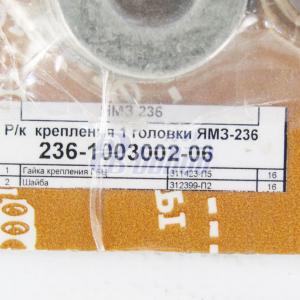 ЯМЗ 236
Р/к крепления 1 головки ЯМЗ-236
236-1003002-06
1 Гайка крепления 311423-П5 16
2 Шайба 312399-П2 16